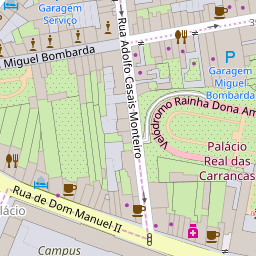 Garagem
Serviço
Rua Adolfo Casais Monteiro
Miguel Bombarda
P
Garagem
Miguel
Bombarda
Velódromo Rainha Dona Am
Palácio
Real das
Carrancas
Rua de Dom Manuel II
lácio
Campus